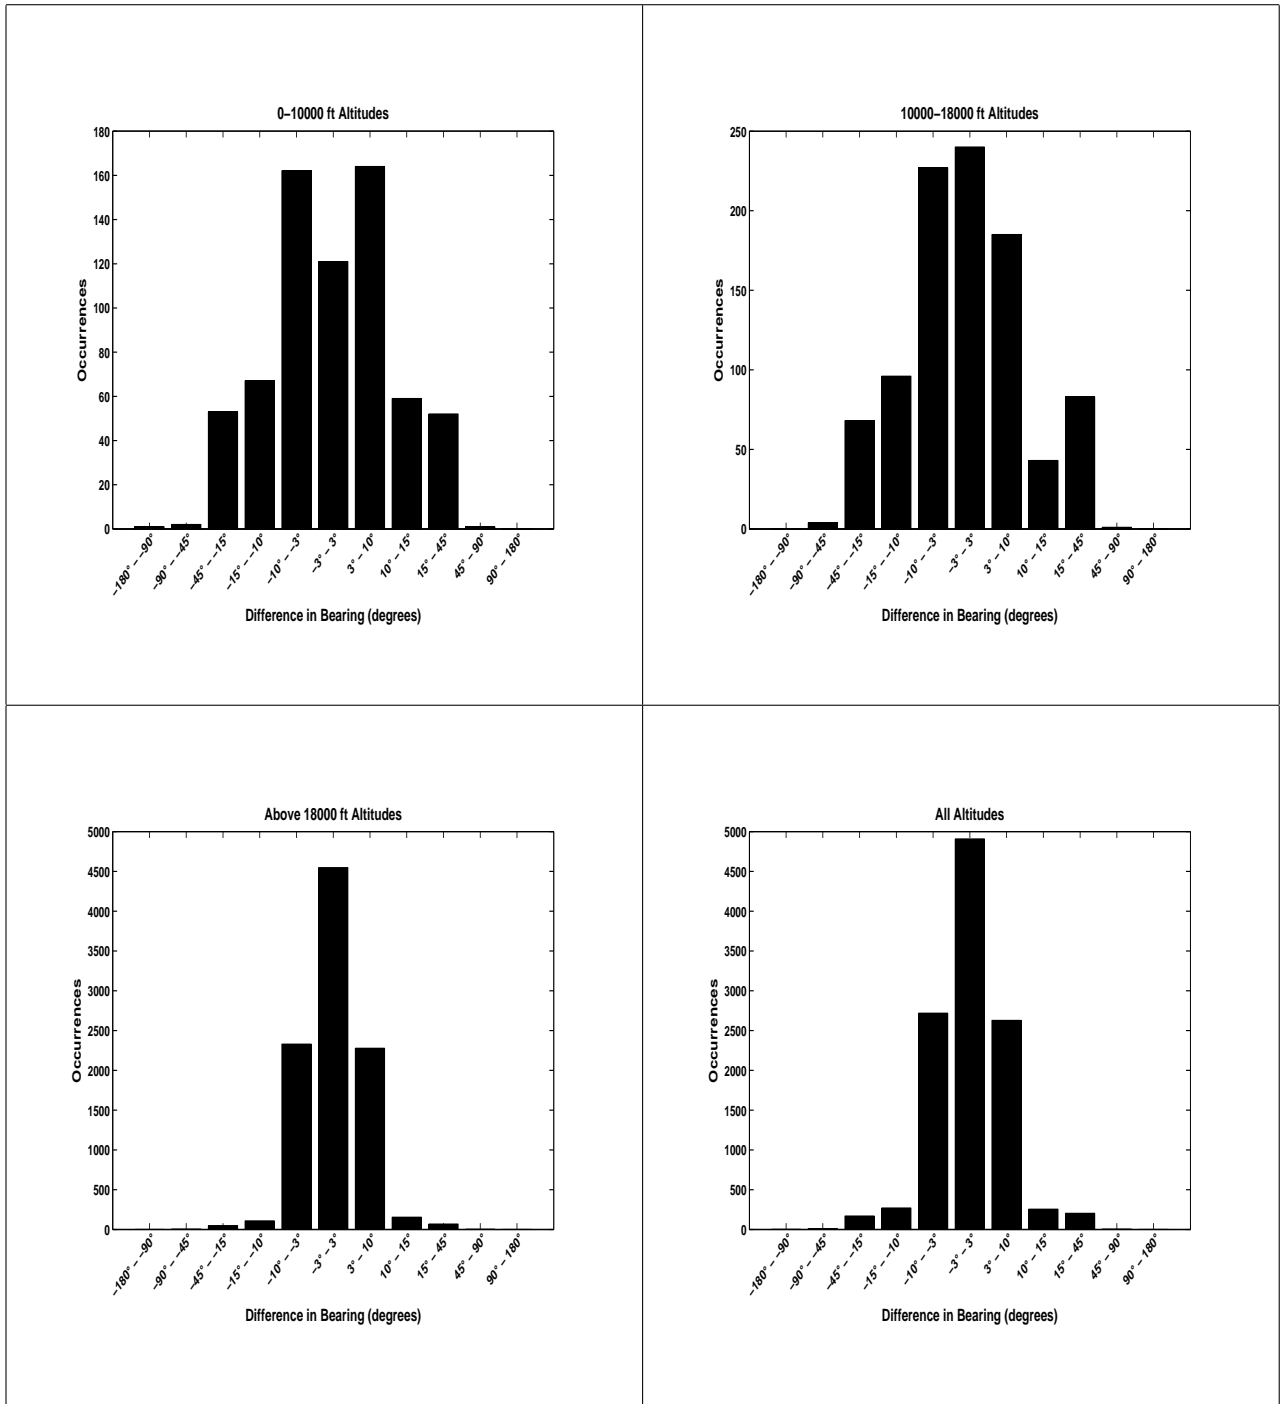 0–10000 ft Altitudes
180
160
140
120
100
80
60
40
20
0
Occurrences
–180° – –90°
–90° – –45°
–45° – –15°
–15° – –10°
–10° – –3°
–3° – 3°
3° – 10°
10° – 15°
15° – 45°
45° – 90°
90° – 180°
Difference in Bearing (degrees)
10000–18000 ft Altitudes
250
200
150
100
50
0
Occurrences
–180° – –90°
–90° – –45°
–45° – –15°
–15° – –10°
–10° – –3°
–3° – 3°
3° – 10°
10° – 15°
15° – 45°
45° – 90°
90° – 180°
Difference in Bearing (degrees)
Above 18000 ft Altitudes
5000
4500
4000
3500
3000
2500
2000
1500
1000
500
0
Occurrences
–180° – –90°
–90° – –45°
–45° – –15°
–15° – –10°
–10° – –3°
–3° – 3°
3° – 10°
10° – 15°
15° – 45°
45° – 90°
90° – 180°
Difference in Bearing (degrees)
All Altitudes
5000
4500
4000
3500
3000
2500
2000
1500
1000
500
0
Occurrences
–180° – –90°
–90° – –45°
–45° – –15°
–15° – –10°
–10° – –3°
–3° – 3°
3° – 10°
10° – 15°
15° – 45°
45° – 90°
90° – 180°
Difference in Bearing (degrees)